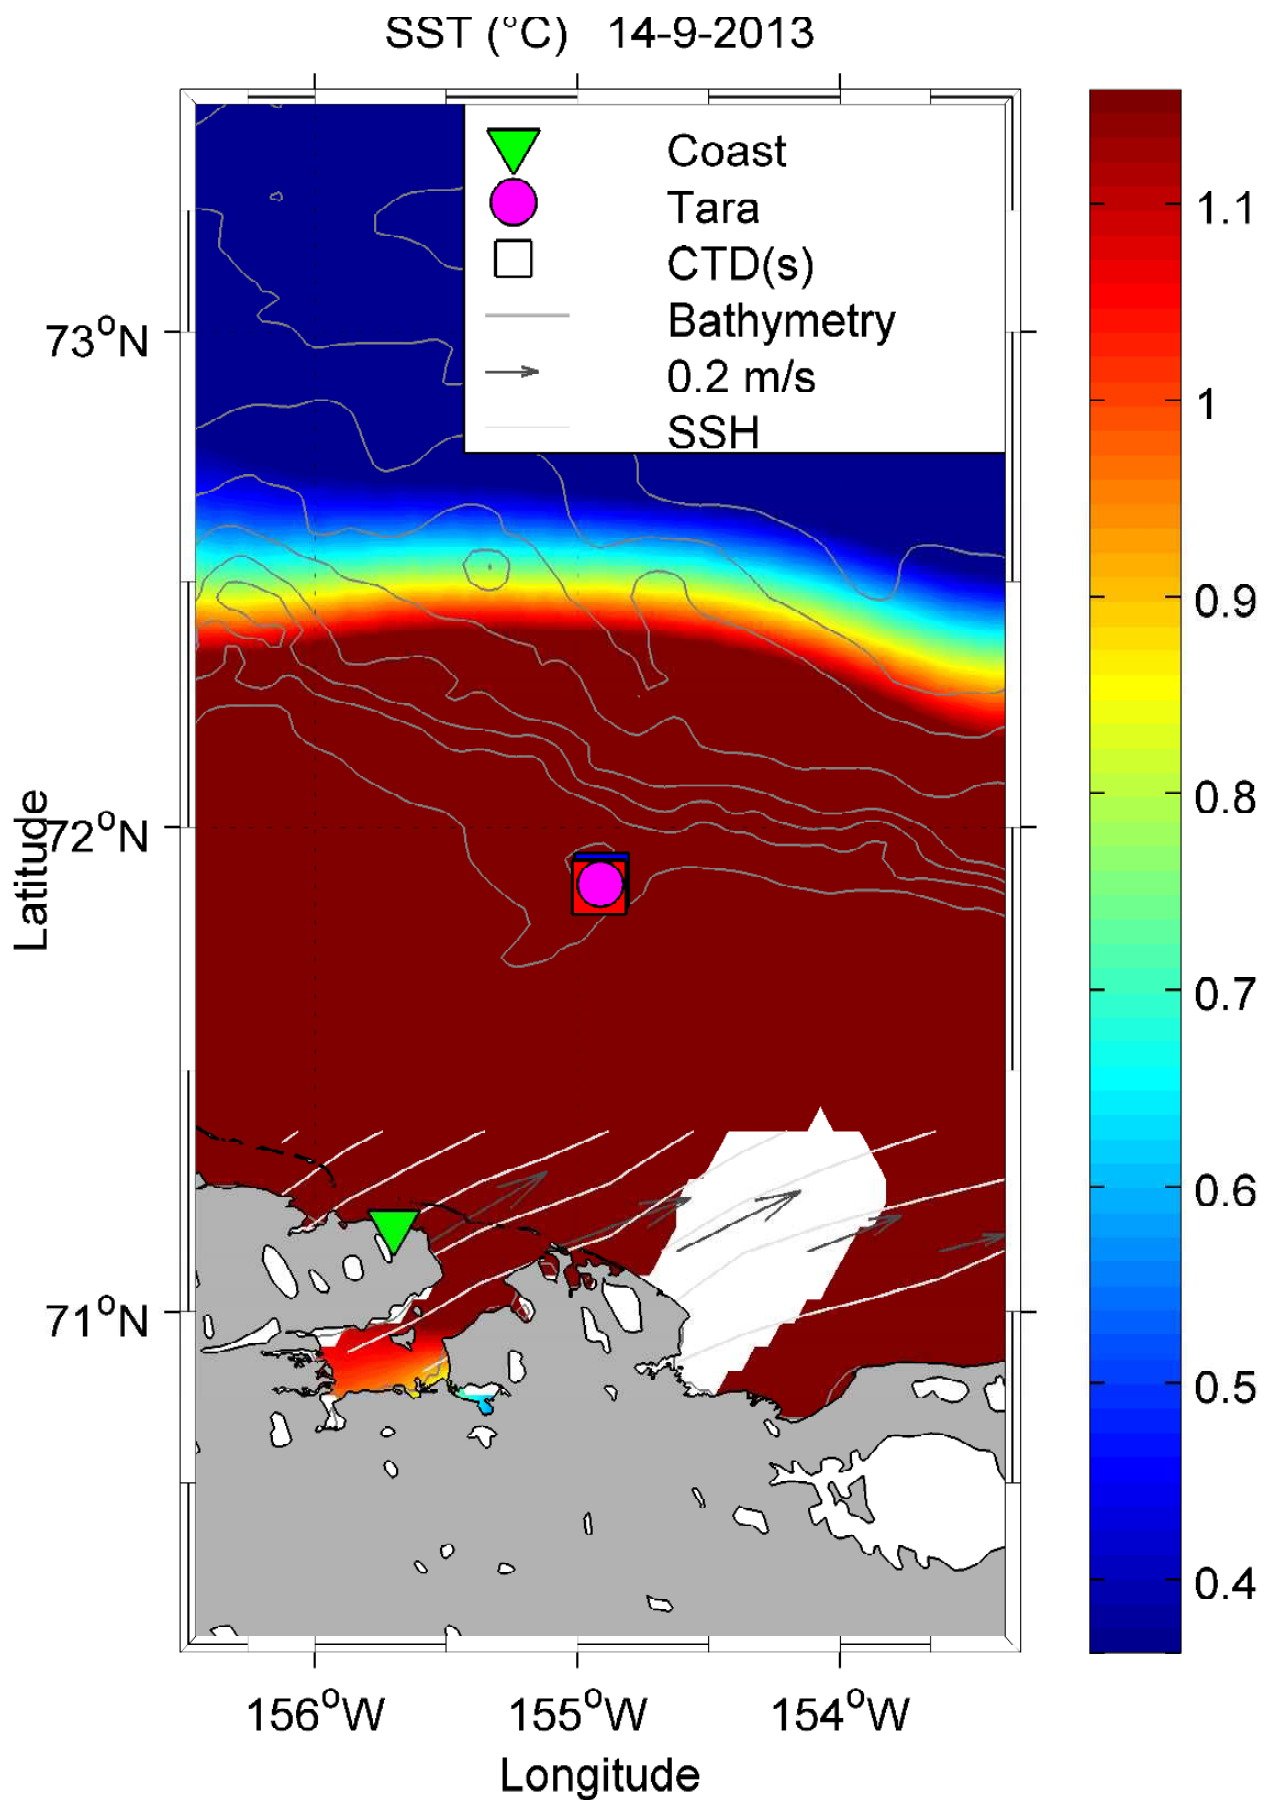 SST (°C) 14-9-2013
Coast
Tara
CTD(s)
Bathymetry
0.2 m/s
SSH
73°N
72°N
71°N
Latitude
156°W
155°W
154°W
Longitude
1.1
1
0.9
0.8
0.7
0.6
0.5
0.4